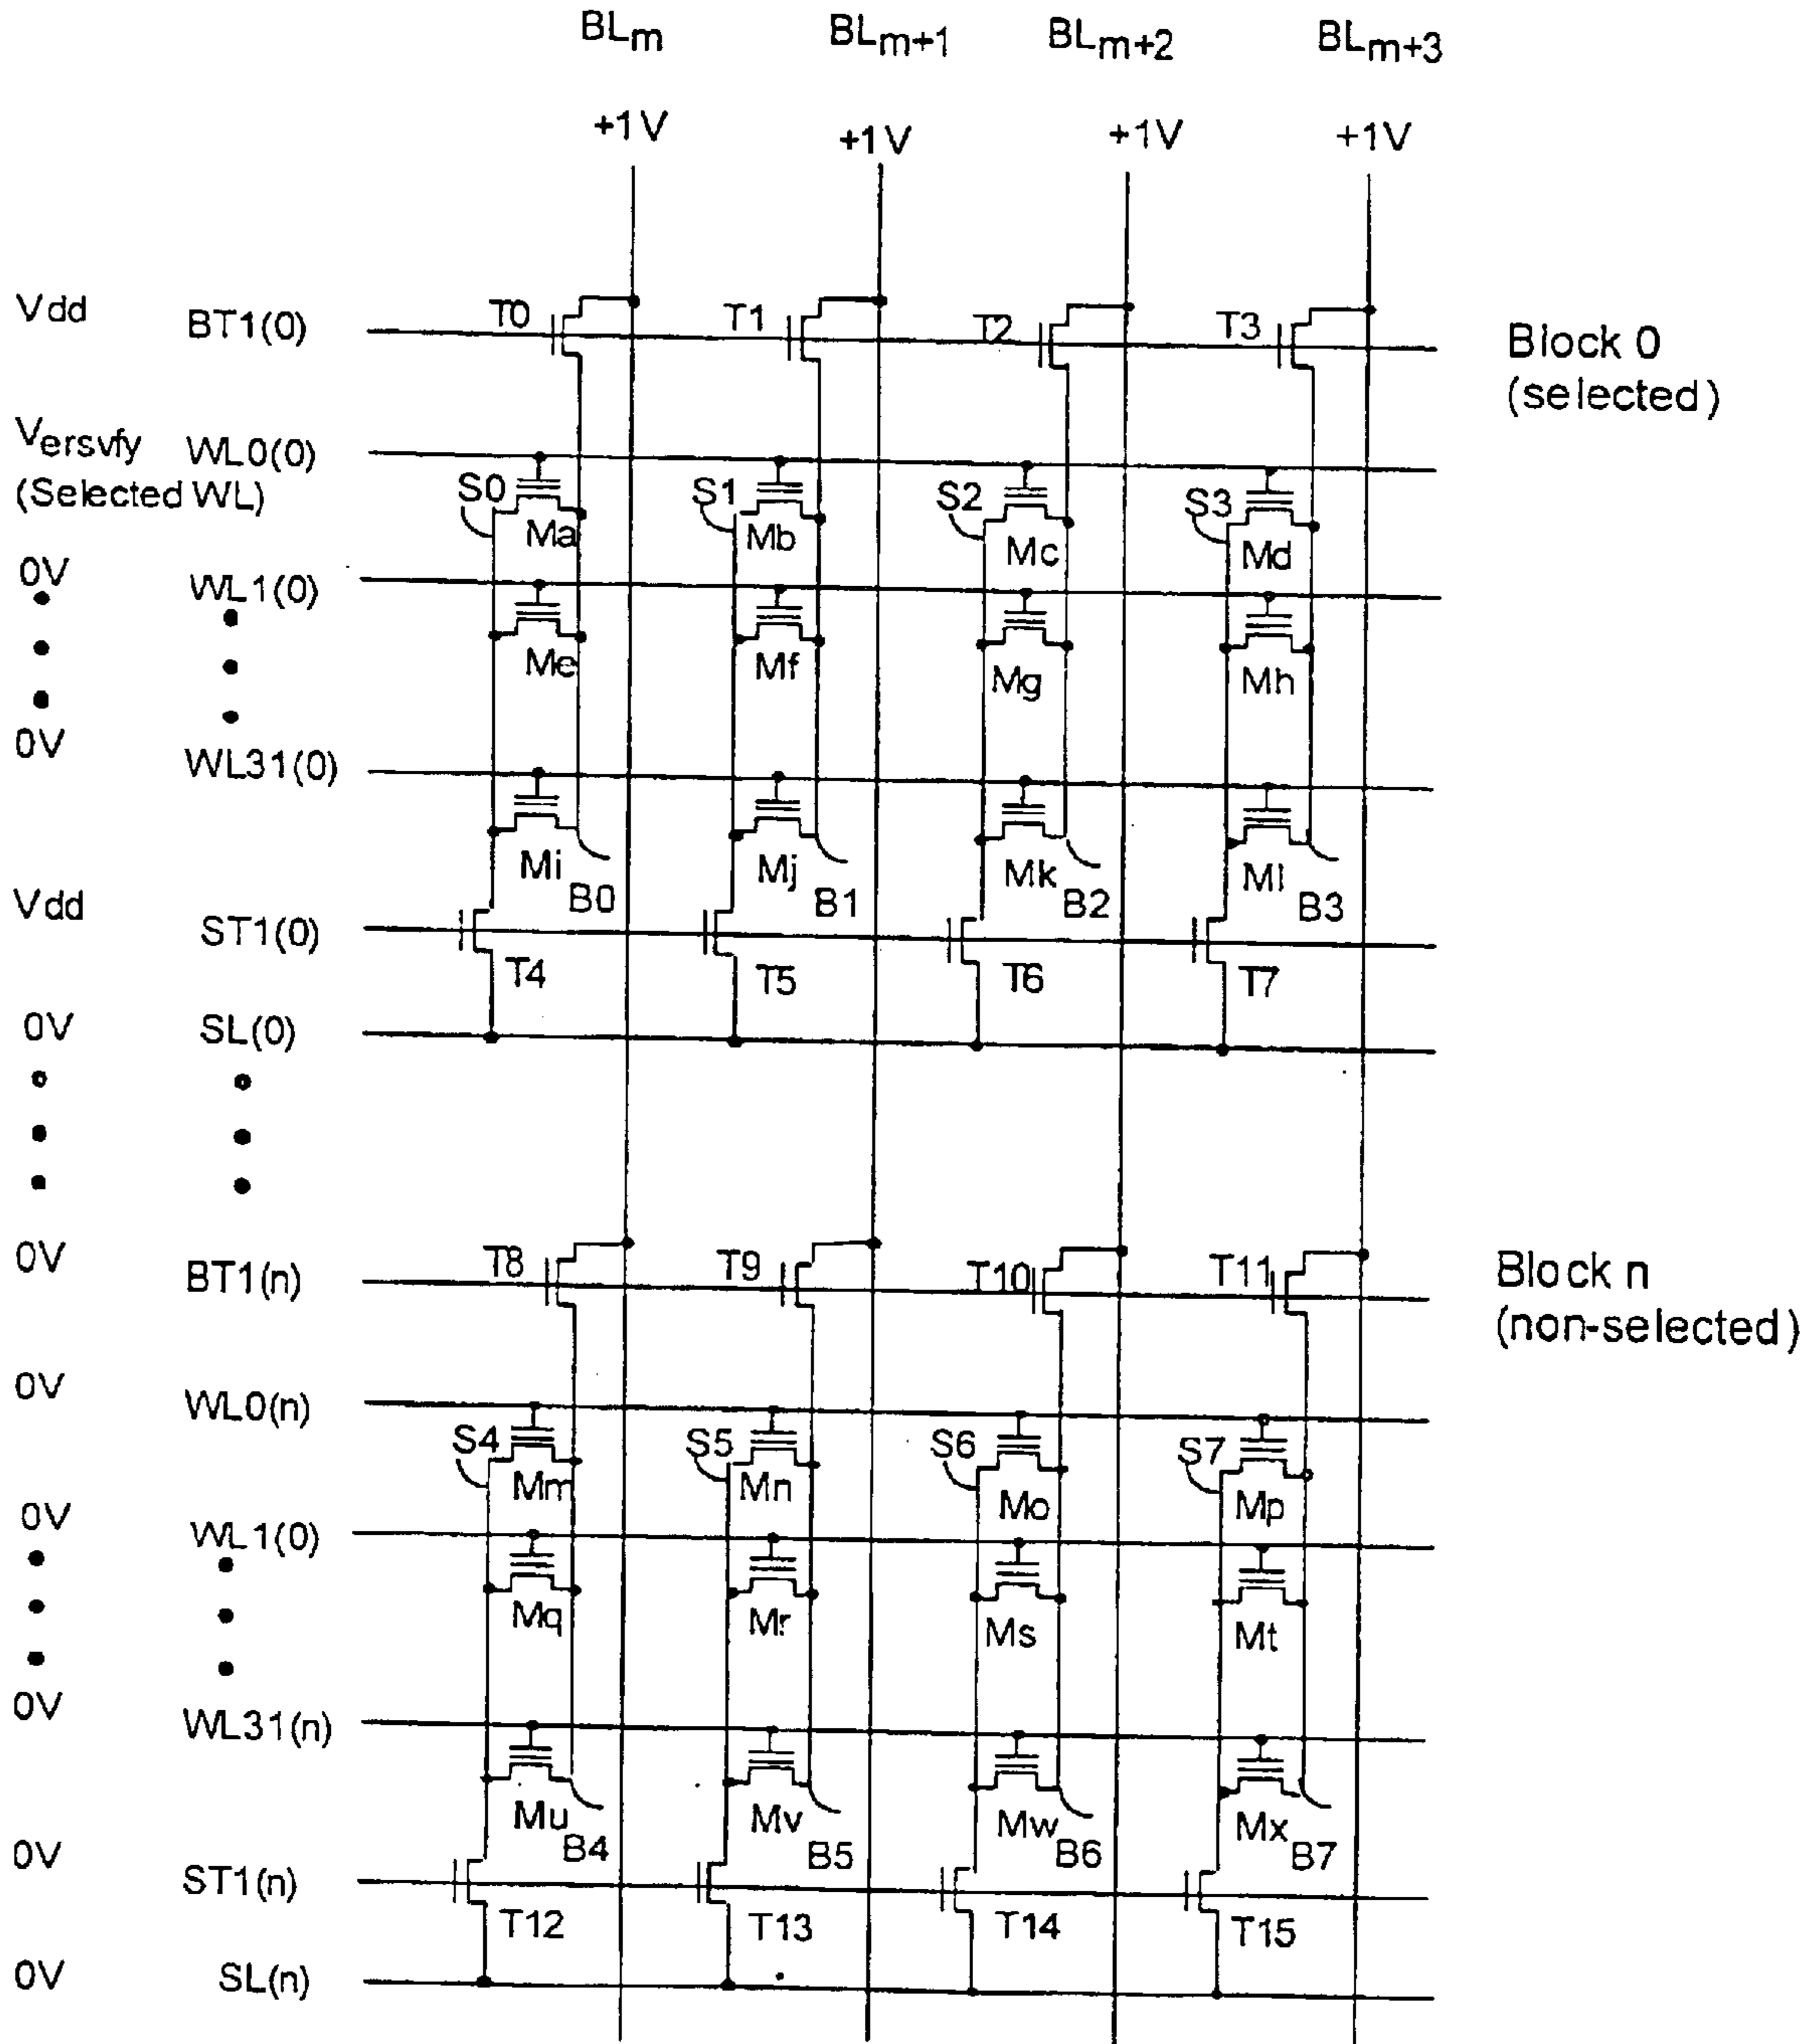 BLm BLm+1 BLm+2 BLm+3
+1V +1V +1V +1V
Vdd BT1(0) T0 T1 T2 T3
Block 0
(selected)
Versvfy WL0(0)
(Selected WL)
S0 S1 S2 S3
Ma Mb Mc Md
0V WL1(0)
Me Mf Mg Mh
0V WL31(0)
Mi Mj Mk Ml
B0 B1 B2 B3
Vdd ST1(0)
T4 T5 T6 T7
0V SL(0)
0V BT1(n) T8 T9 T10 T11
Block n
(non-selected)
0V WL0(n)
S4 S5 S6 S7
Mm Mn Mo Mp
0V WL1(0)
Mq Mr Ms Mt
0V WL31(n)
Mu Mv Mw Mx
B4 B5 B6 B7
0V ST1(n)
T12 T13 T14 T15
0V SL(n)